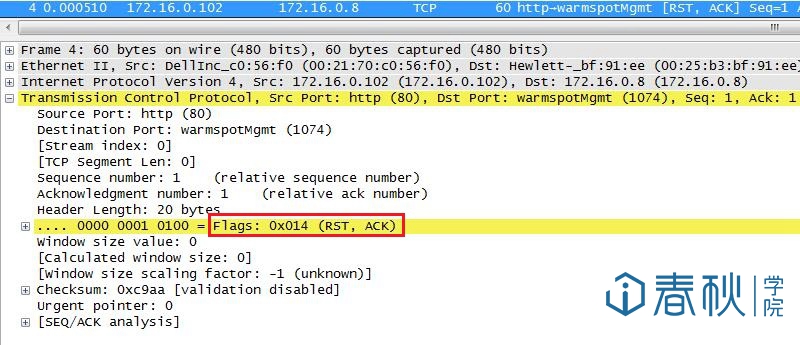 4 0.000510 172.16.0.102 172.16.0.8 TCP 60 http→warmspotMgmt [RST, ACK] Seq=1
Frame 4: 60 bytes on wire (480 bits), 60 bytes captured (480 bits)
Ethernet II, Src: DellInc_c0:56:f0 (00:21:70:c0:56:f0), Dst: Hewlett-_bf:91:ee (00:25:b3:bf:91:ee)
Internet Protocol Version 4, Src: 172.16.0.102 (172.16.0.102), Dst: 172.16.0.8 (172.16.0.8)
Transmission Control Protocol, Src Port: http (80), Dst Port: warmspotMgmt (1074), Seq: 1, Ack: 1
Source Port: http (80)
Destination Port: warmspotMgmt (1074)
[Stream index: 0]
[TCP Segment Len: 0]
Sequence number: 1 (relative sequence number)
Acknowledgment number: 1 (relative ack number)
Header Length: 20 bytes
.... 0000 0001 0100 = Flags: 0x014 (RST, ACK)
Window size value: 0
[Calculated window size: 0]
[Window size scaling factor: -1 (unknown)]
Checksum: 0xc9aa [validation disabled]
Urgent pointer: 0
[SEQ/ACK analysis]
春秋学院